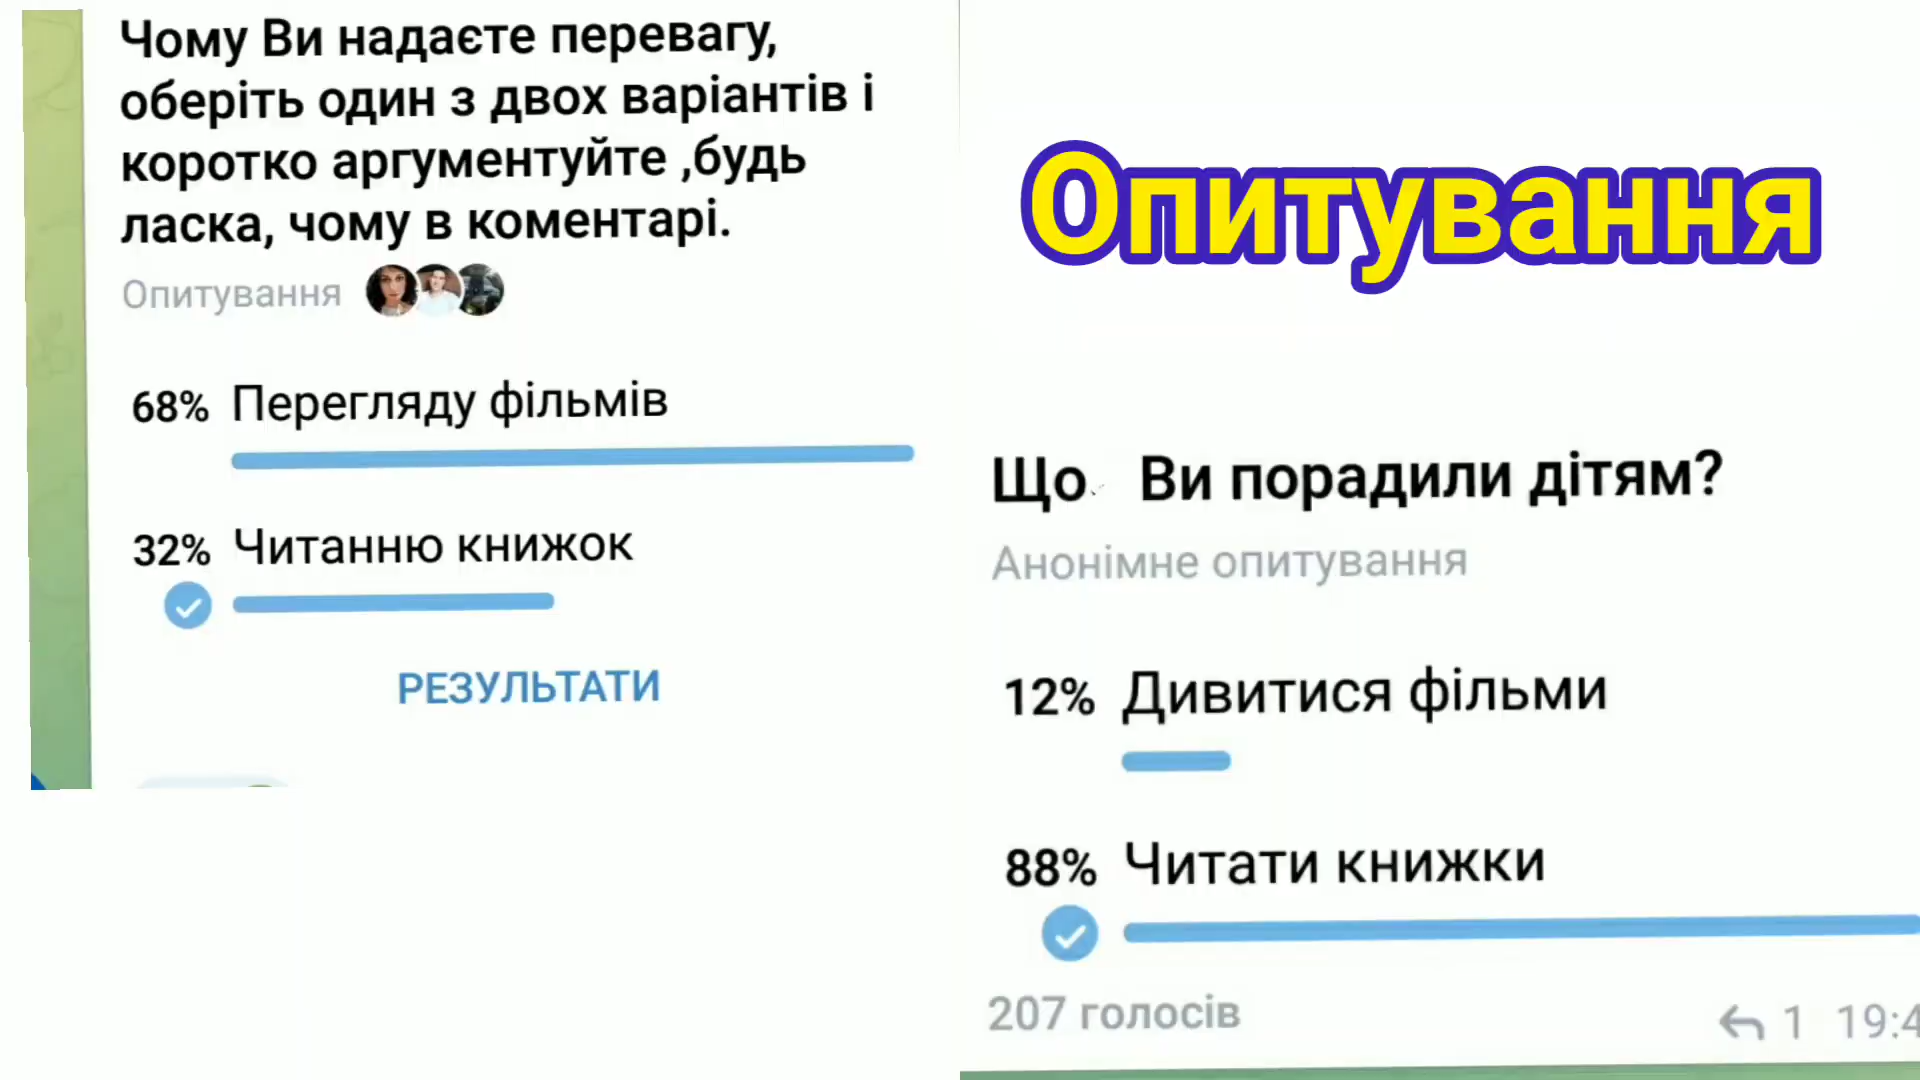 Чому Ви надаєте перевагу,
оберіть один з двох варіантів і
коротко аргументуйте ,будь
ласка, чому в коментарі.
Опитування
68% Перегляду фільмів
32% Читанню книжок
РЕЗУЛЬТАТИ
Опитування
Що Ви порадили дітям?
Анонімне опитування
12% Дивитися фільми
88% Читати книжки
207 голосів
1 19:4